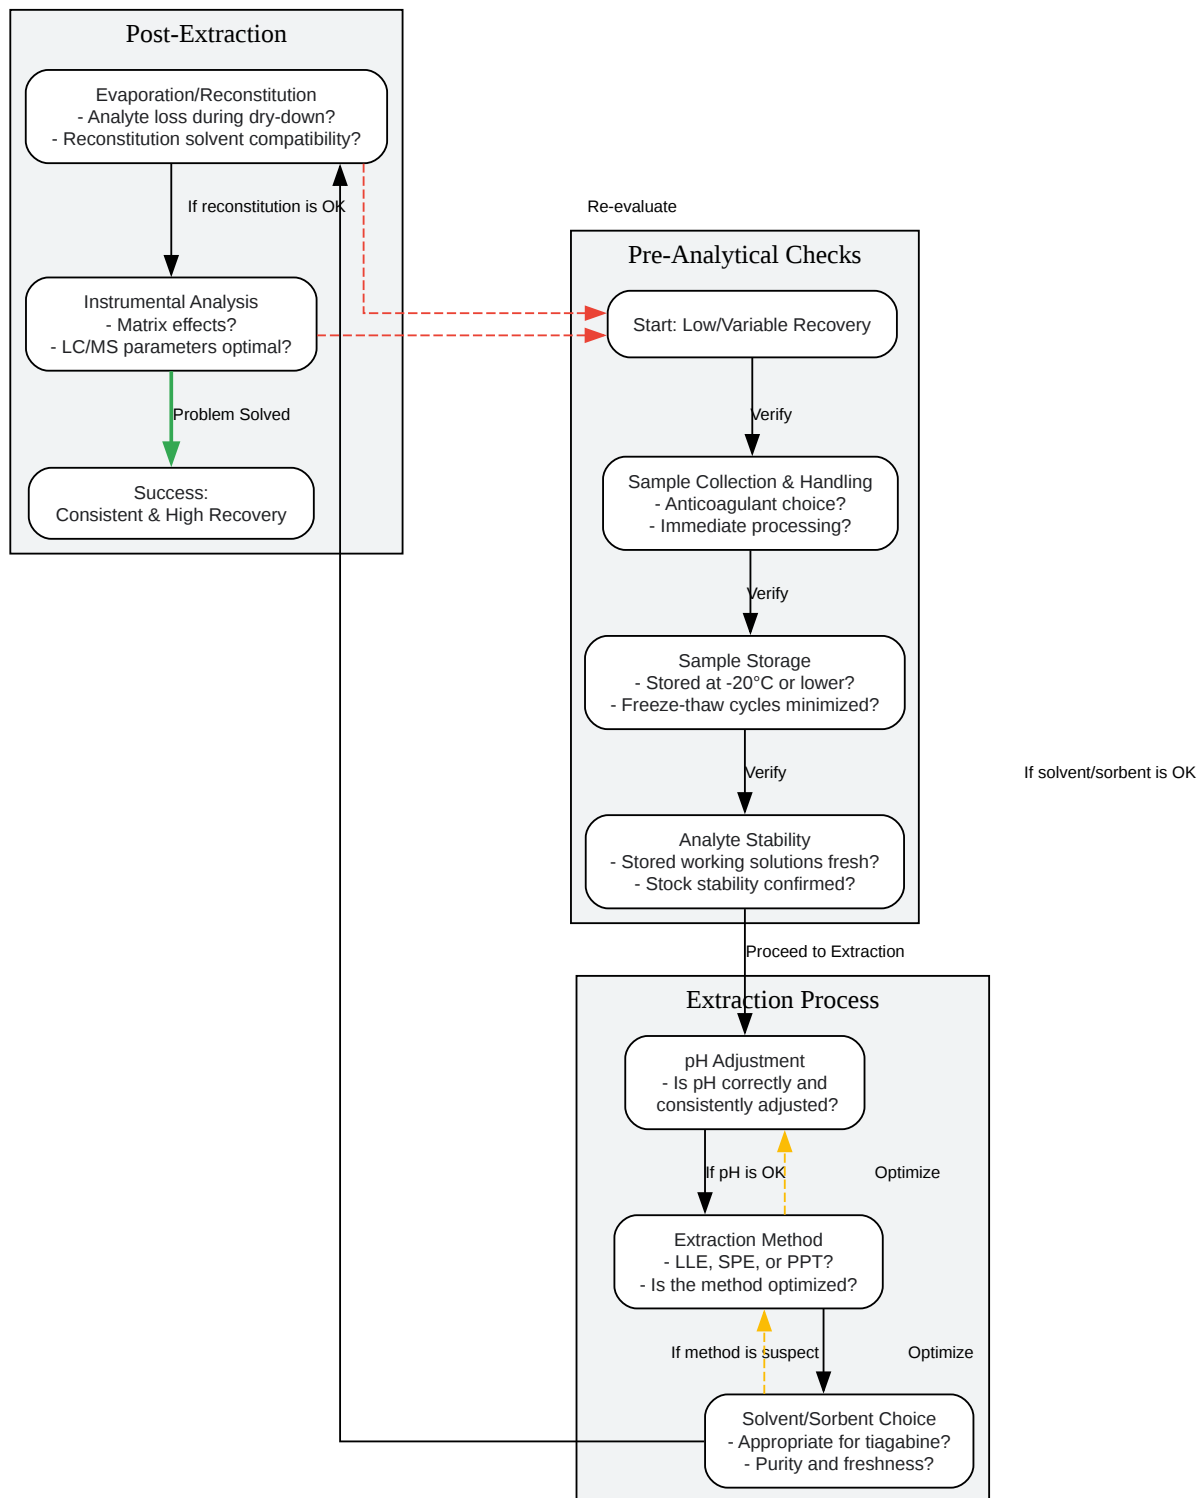 Post-Extraction
Evaporation/Reconstitution
- Analyte loss during dry-down?
- Reconstitution solvent compatibility?
If reconstitution is OK
Instrumental Analysis
- Matrix effects?
- LC/MS parameters optimal?
Problem Solved
Success:
Consistent & High Recovery
Re-evaluate
Pre-Analytical Checks
Start: Low/Variable Recovery
Verify
Sample Collection & Handling
- Anticoagulant choice?
- Immediate processing?
Verify
Sample Storage
- Stored at -20°C or lower?
- Freeze-thaw cycles minimized?
Verify
If solvent/sorbent is OK
Analyte Stability
- Stored working solutions fresh?
- Stock stability confirmed?
Proceed to Extraction
Extraction Process
pH Adjustment
- Is pH correctly and
consistently adjusted?
If pH is OK
Optimize
Extraction Method
- LLE, SPE, or PPT?
- Is the method optimized?
If method is suspect
Optimize
Solvent/Sorbent Choice
- Appropriate for tiagabine?
- Purity and freshness?